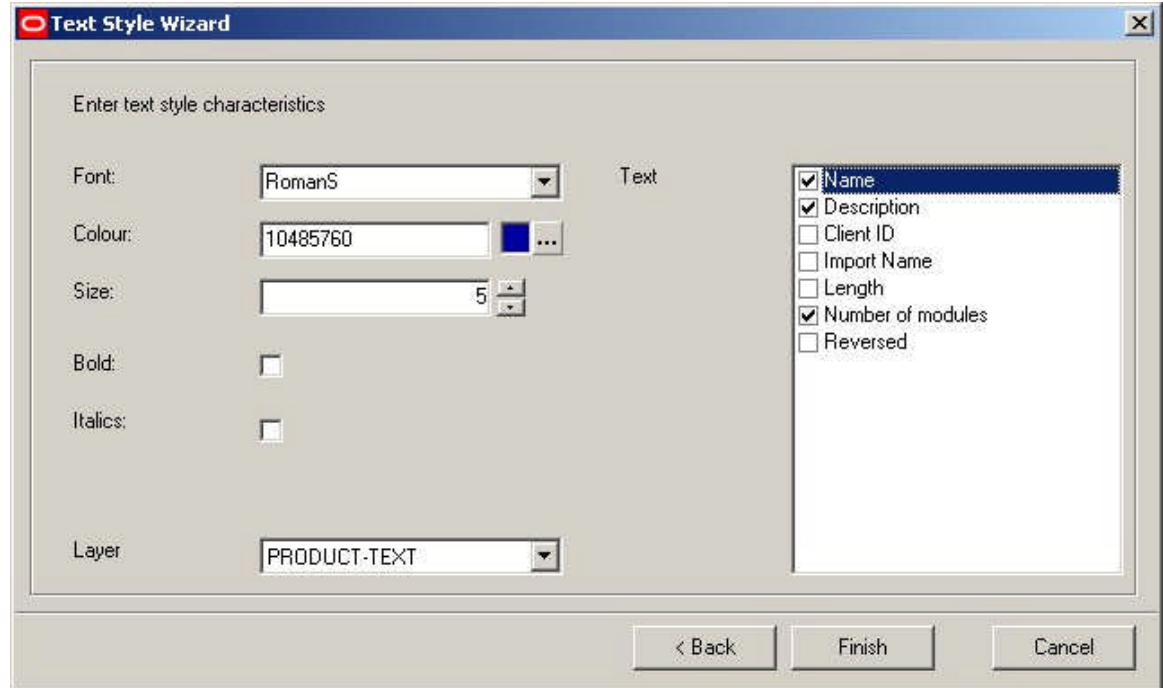 Text Style Wizard
Enter text style characteristics
Font:
RomanS
Colour:
10485760
...
Size:
5
Bold:
Italics:
Layer
PRODUCT-TEXT
Text
Name
Description
Client ID
Import Name
Length
Number of modules
Reversed
< Back
Finish
Cancel